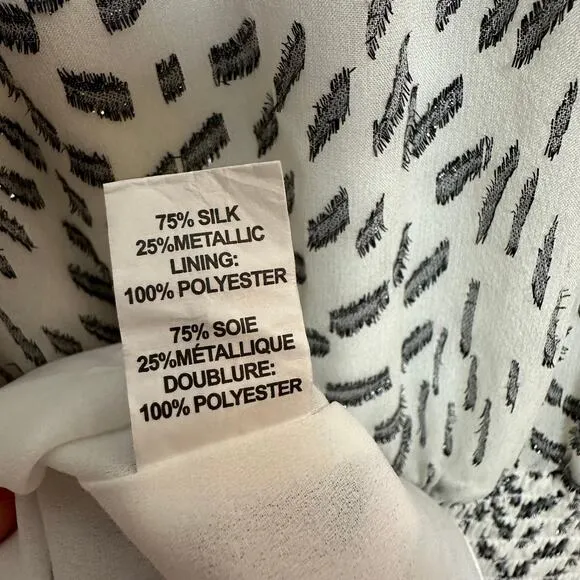 75% SILK
25%METALLIC
LINING:
100% POLYESTER
75% SOIE
25%MÉTALLIQUE
DOUBLURE:
100% POLYESTER